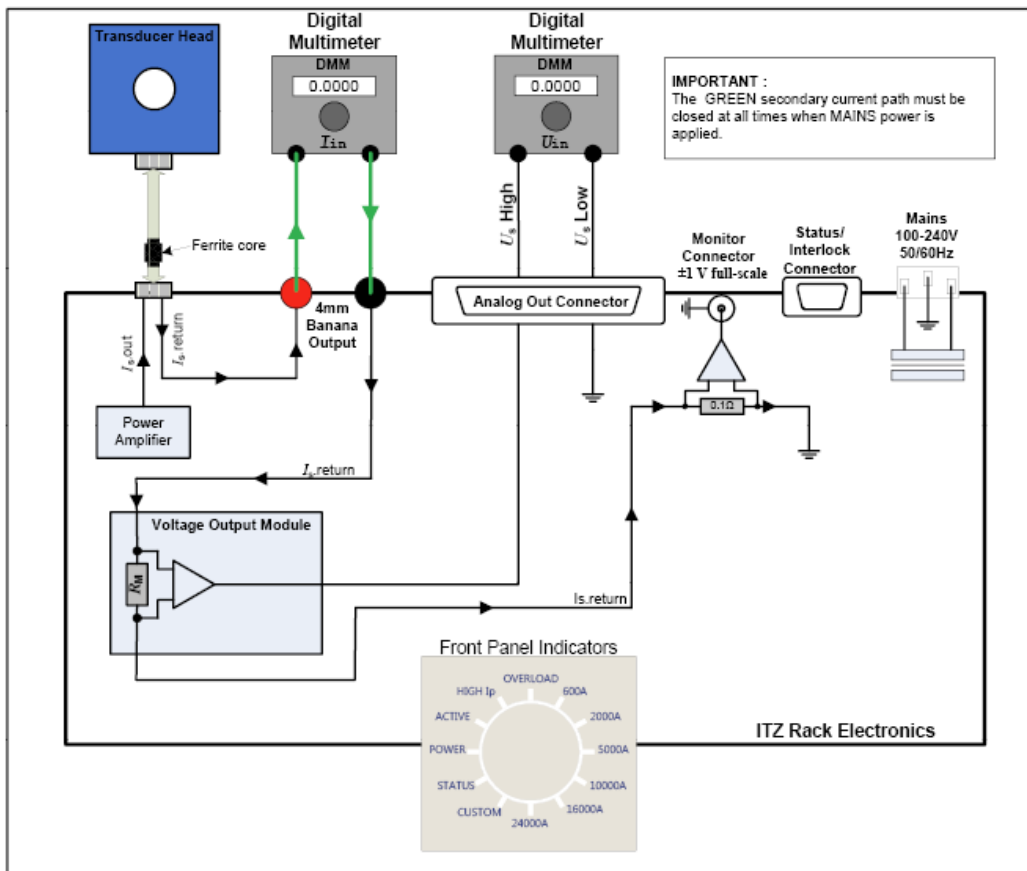 Transducer Head
Digital
Multimeter
DMM
0.0000
Iin
Digital
Multimeter
DMM
0.0000
Uin
IMPORTANT :
The GREEN secondary current path must be
closed at all times when MAINS power is
applied.
Us High
Us Low
Ferrite core
Monitor
Connector
±1 V full-scale
Status/
Interlock
Connector
Mains
100-240V
50/60Hz
Analog Out Connector
4mm
Banana
Output
Is.out
Is.return
Power
Amplifier
0.1Ω
Is.return
Voltage Output Module
RM
Is.return
Front Panel Indicators
OVERLOAD
HIGH Ip
600A
ACTIVE
2000A
POWER
5000A
STATUS
10000A
CUSTOM
16000A
24000A
ITZ Rack Electronics